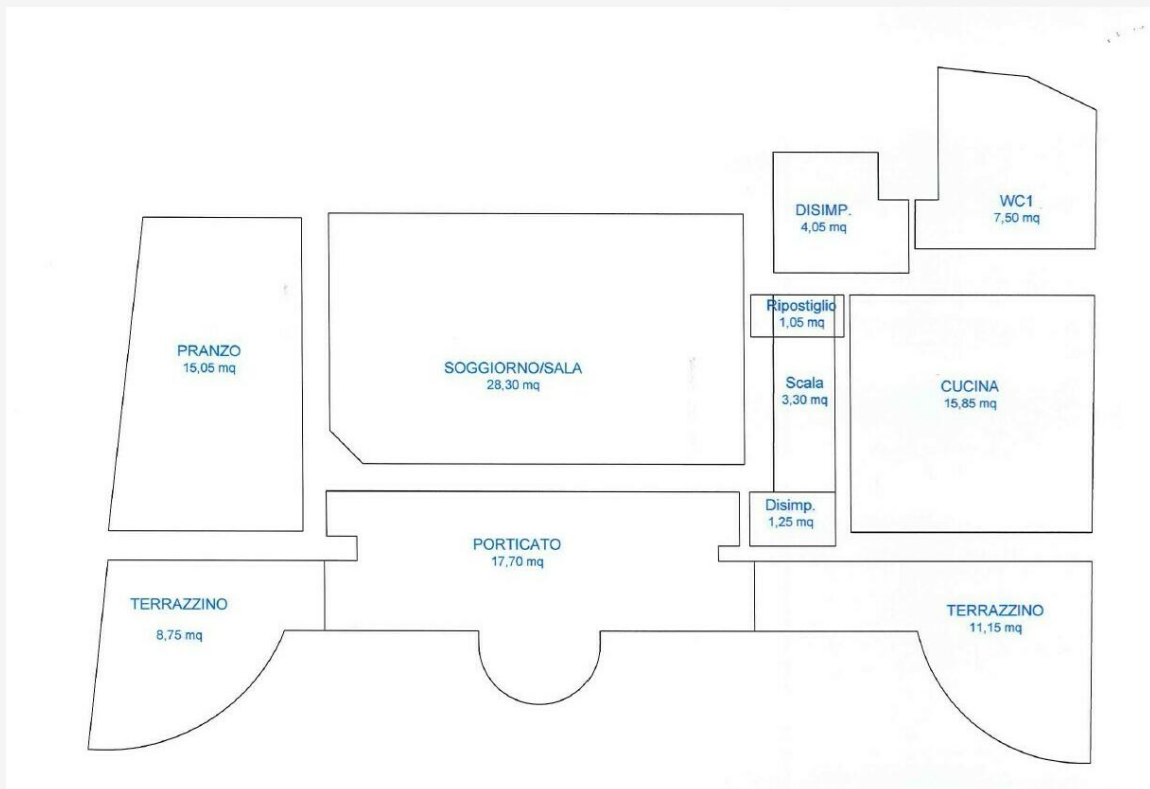 WC1
7,50 mq
DISIMP.
4,05 mq
Ripostiglio
1,05 mq
PRANZO
15,05 mq
SOGGIORNO/SALA
28,30 mq
Scala
3,30 mq
CUCINA
15,85 mq
Disimp.
1,25 mq
PORTICATO
17,70 mq
TERRAZZINO
8,75 mq
TERRAZZINO
11,15 mq